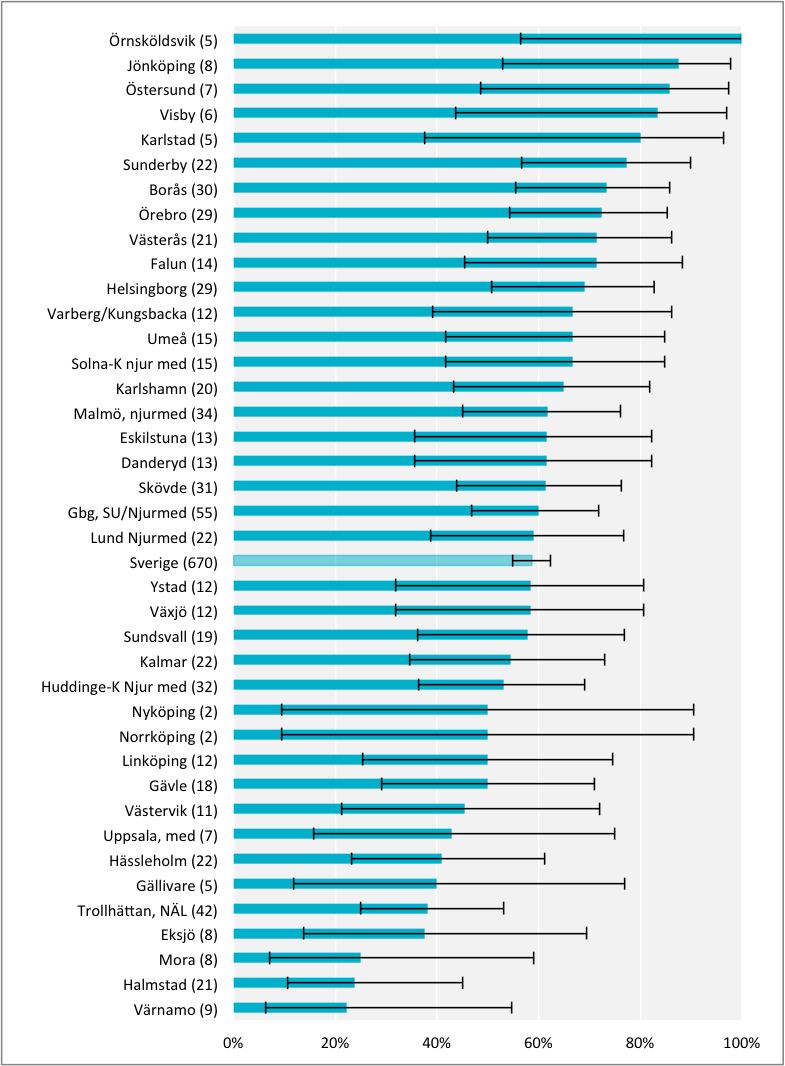 Örnsköldsvik (5)
Jönköping (8)
Östersund (7)
Visby (6)
Karlstad (5)
Sunderby (22)
Borås (30)
Örebro (29)
Västerås (21)
Falun (14)
Helsingborg (29)
Varberg/Kungsbacka (12)
Umeå (15)
Solna-K njur med (15)
Karlshamn (20)
Malmö, njurmed (34)
Eskilstuna (13)
Danderyd (13)
Skövde (31)
Gbg, SU/Njurmed (55)
Lund Njurmed (22)
Sverige (670)
Ystad (12)
Växjö (12)
Sundsvall (19)
Kalmar (22)
Huddinge-K Njur med (32)
Nyköping (2)
Norrköping (2)
Linköping (12)
Gävle (18)
Västervik (11)
Uppsala, med (7)
Hässleholm (22)
Gällivare (5)
Trollhättan, NÄL (42)
Eksjö (8)
Mora (8)
Halmstad (21)
Värnamo (9)
0% 20% 40% 60% 80% 100%